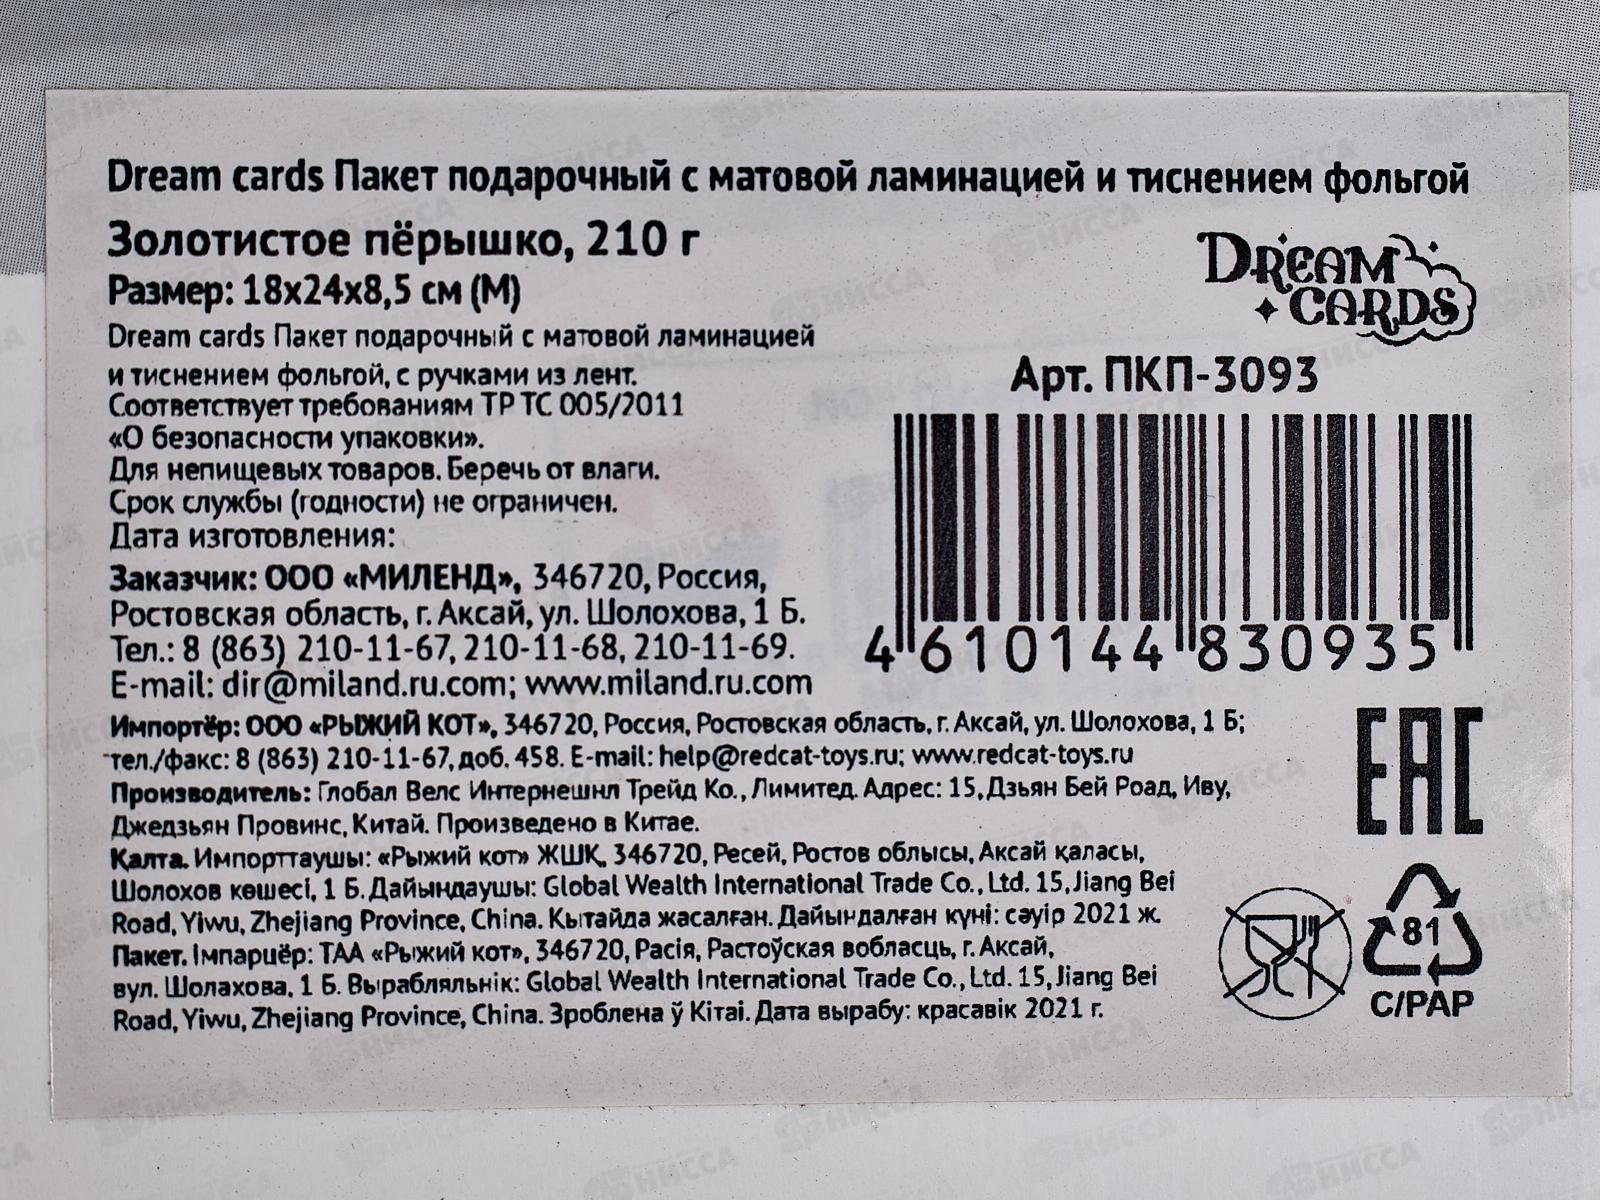 Dream cards Пакет подарочный с матовой ламинацией и тиснением фольгой
Золотистое пёрышко, 210 г
Размер: 18х24х8,5 см (М)
DREAM
CARDS
Dream cards Пакет подарочный с матовой ламинацией
и тиснением фольгой, с ручками из лент.
Соответствует требованиям ТР ТС 005/2011
«О безопасности упаковки».
Для непищевых товаров. Беречь от влаги.
Срок службы (годности) не ограничен.
Дата изготовления:
Арт. ПКП-3093
4 610144 830935
Заказчик: ООО «МИЛЕНД», 346720, Россия,
Ростовская область, г. Аксай, ул. Шолохова, 1 Б.
Тел.: 8 (863) 210-11-67, 210-11-68, 210-11-69.
E-mail: dir@miland.ru.com; www.miland.ru.com
Импортёр: ООО «РЫЖИЙ КОТ», 346720, Россия, Ростовская область, г. Аксай, ул. Шолохова, 1 Б;
тел./факс: 8 (863) 210-11-67, доб. 458. E-mail: help@redcat-toys.ru; www.redcat-toys.ru
Производитель: Глобал Велс Интернешнл Трейд Ко., Лимитед. Адрес: 15, Дзьян Бей Роад, Иву,
Джедзьян Провинс, Китай. Произведено в Китае.
Қалта. Импорттаушы: «Рыжий кот» ЖШҚ, 346720, Ресей, Ростов облысы, Аксай қаласы,
Шолохов көшесі, 1 Б. Дайындаушы: Global Wealth International Trade Co., Ltd. 15, Jiang Bei
Road, Yiwu, Zhejiang Province, China. Қытайда жасалған. Дайындалған күні: сәуір 2021 ж.
Пакет. Імпарцёр: ТАА «Рыжий кот», 346720, Расія, Растоўская вобласць, г. Аксай,
вул. Шолахова, 1 Б. Вырабляльнік: Global Wealth International Trade Co., Ltd. 15, Jiang Bei
Road, Yiwu, Zhejiang Province, China. Зроблена ў Кітаі. Дата вырабу: красавік 2021 г.
EAC
81
C/PAP
НИССА